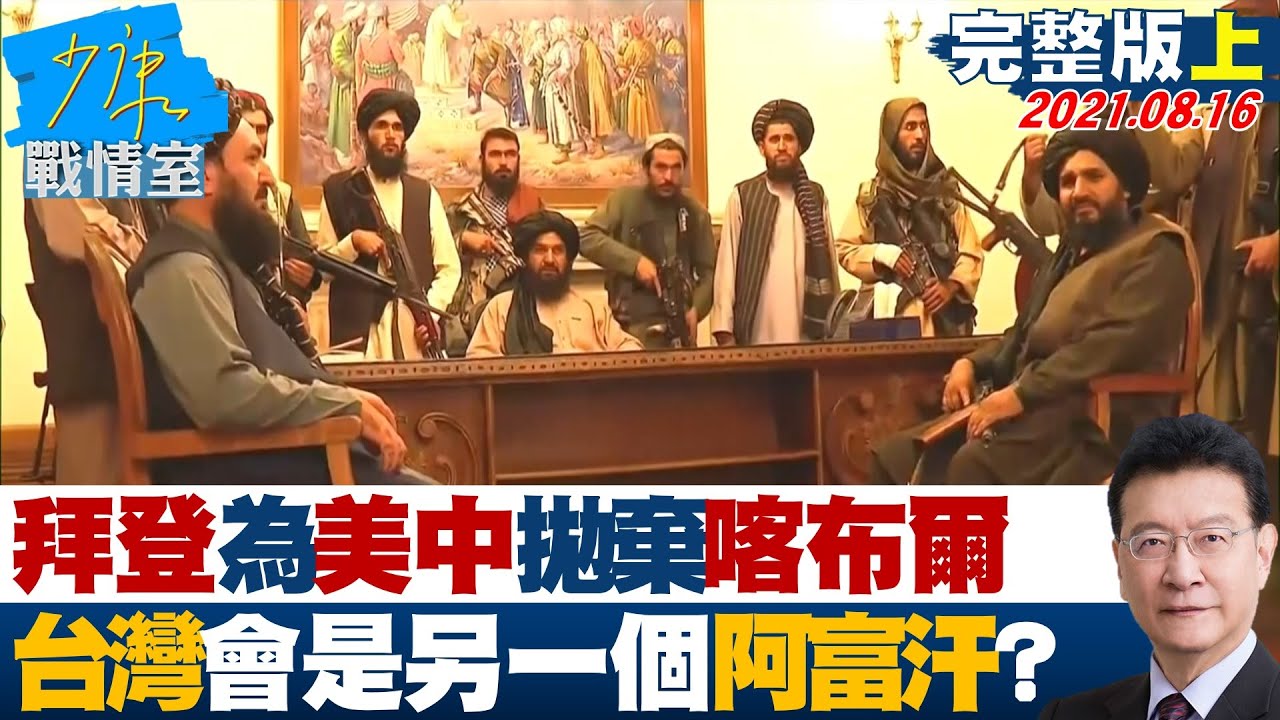 少康
戰情室
完整版上
2021.08.16
拜登為美中拋棄喀布爾
台灣會是另一個阿富汗?